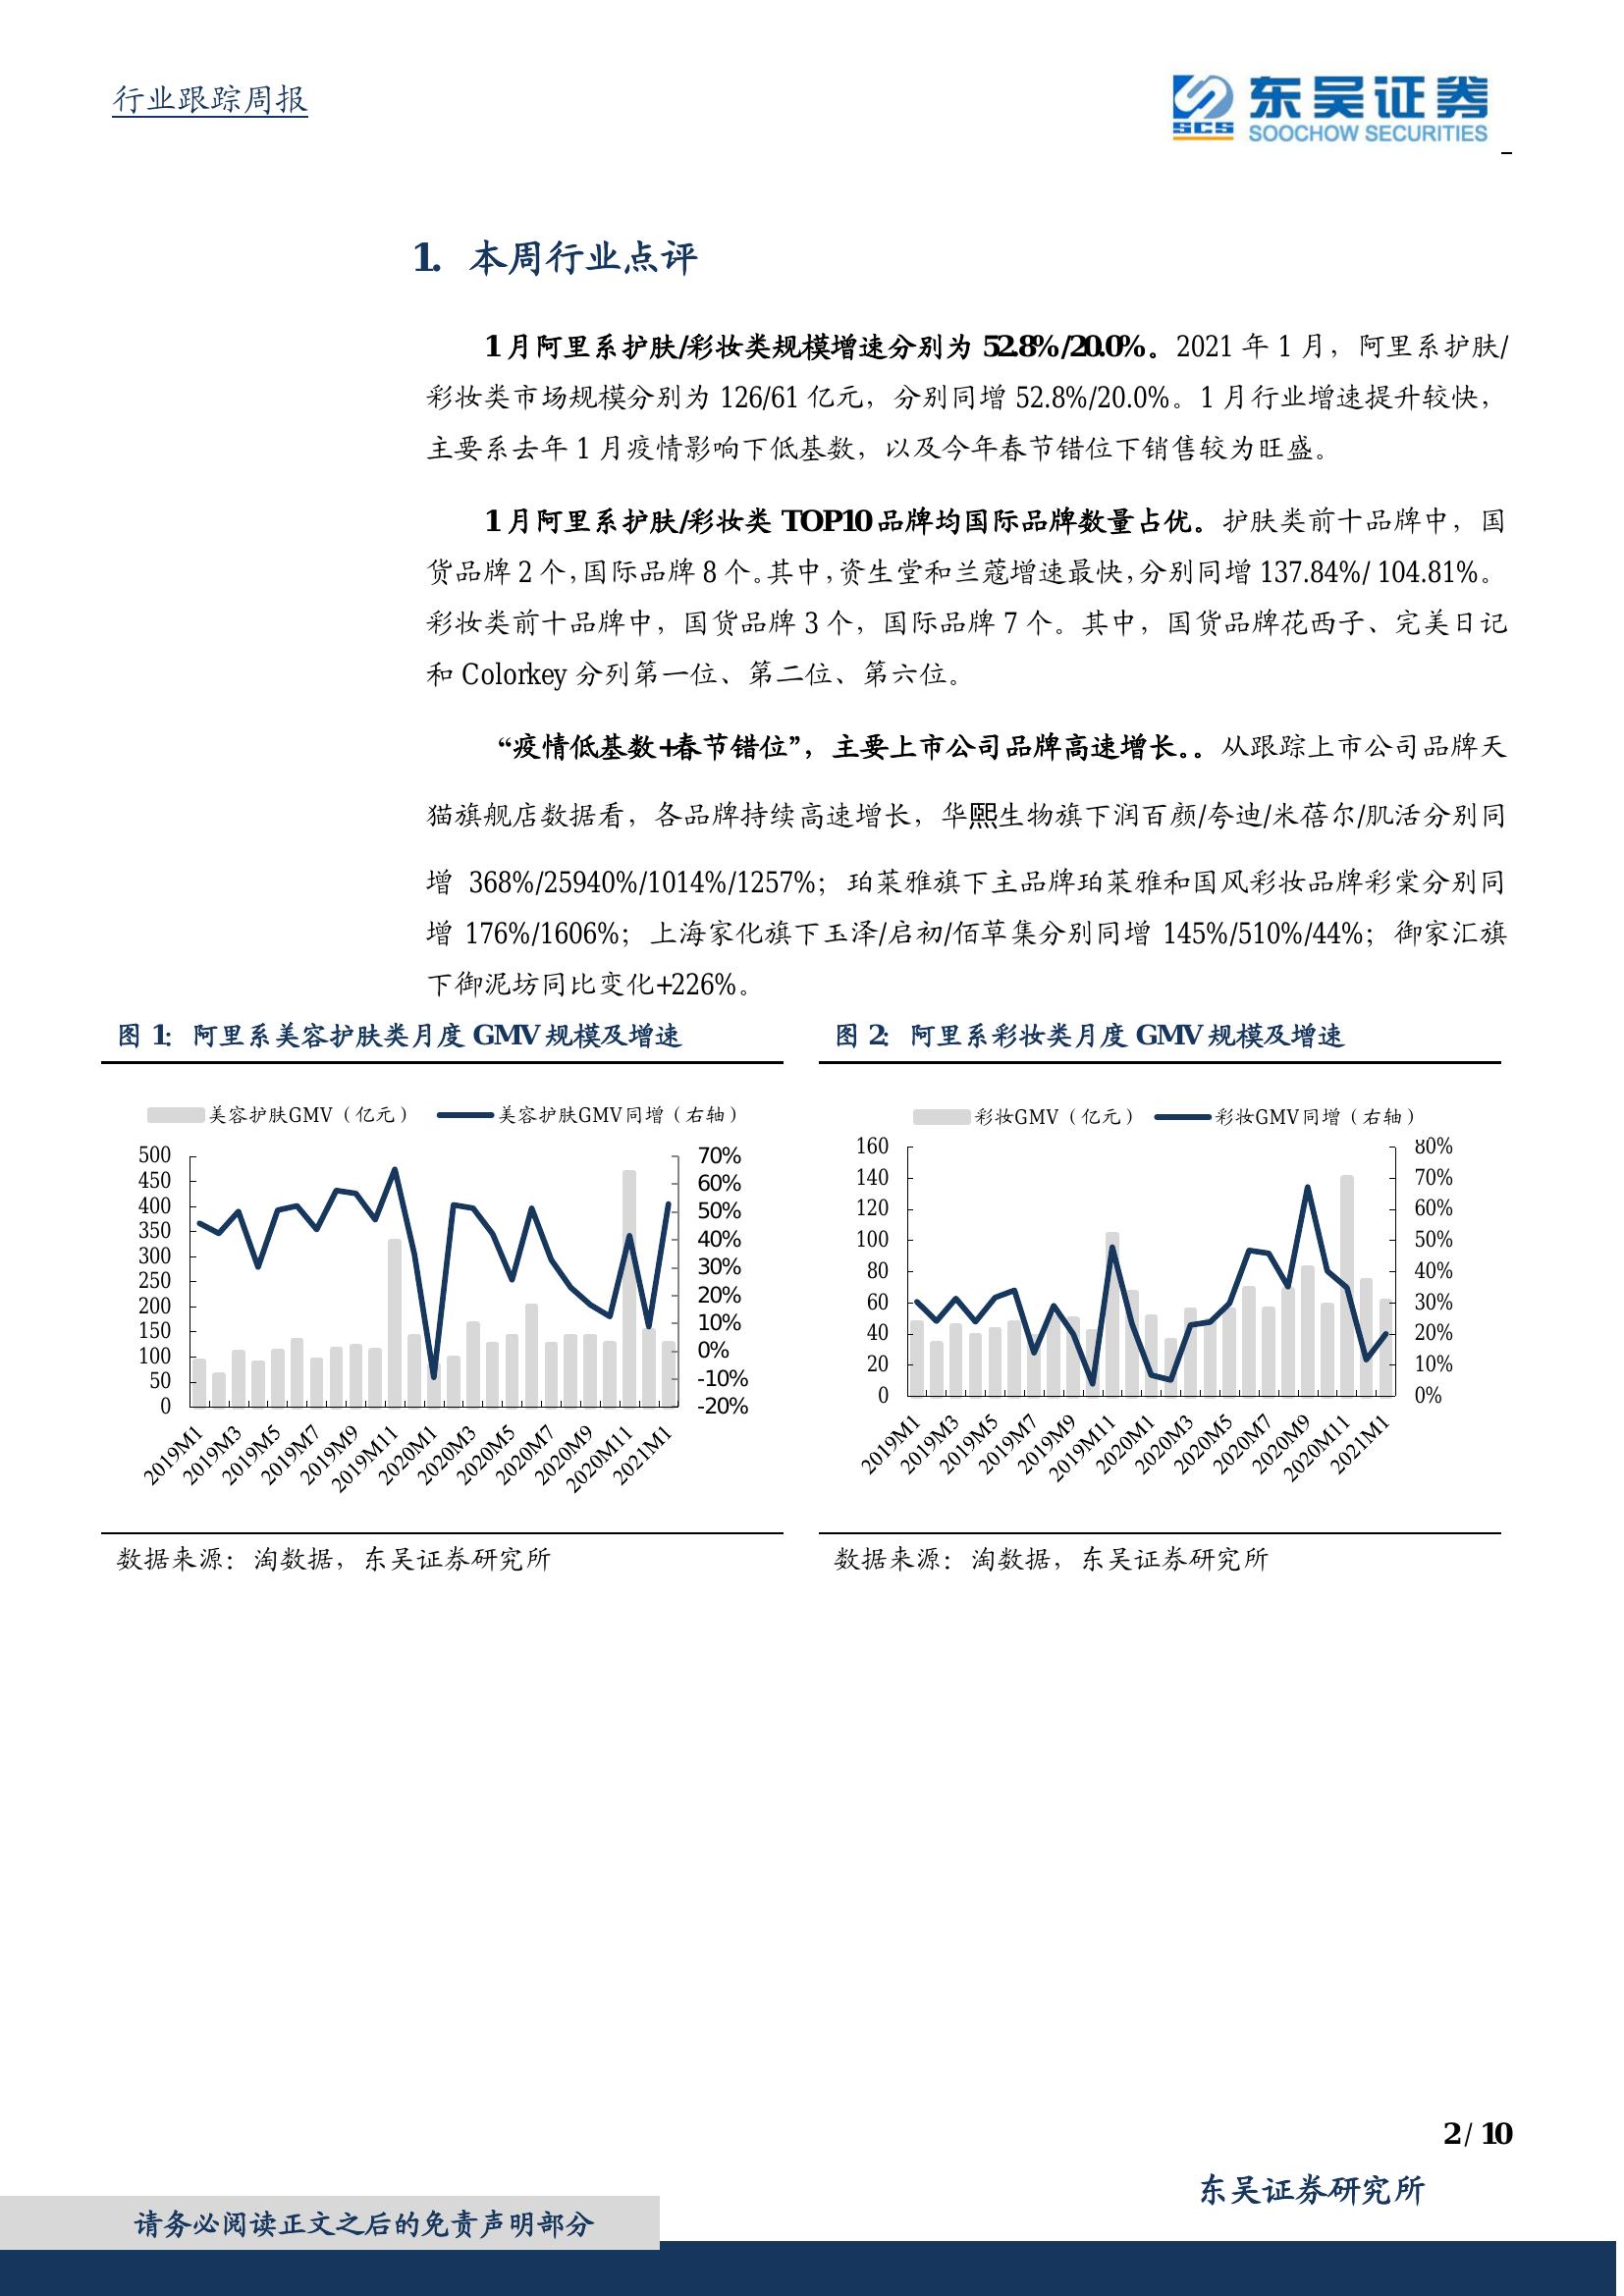 行业跟踪周报
SCS
东吴证券
SOOCHOW SECURITIES
1. 本周行业点评
1 月阿里系护肤/彩妆类规模增速分别为 52.8%/20.0%。2021 年 1 月，阿里系护肤/
彩妆类市场规模分别为 126/61 亿元，分别同增 52.8%/20.0%。1 月行业增速提升较快，
主要系去年 1 月疫情影响下低基数，以及今年春节错位下销售较为旺盛。
1 月阿里系护肤/彩妆类 TOP10 品牌均国际品牌数量占优。护肤类前十品牌中，国
货品牌 2 个，国际品牌 8 个。其中，资生堂和兰蔻增速最快，分别同增 137.84%/ 104.81%。
彩妆类前十品牌中，国货品牌 3 个，国际品牌 7 个。其中，国货品牌花西子、完美日记
和 Colorkey 分列第一位、第二位、第六位。
“疫情低基数+春节错位”，主要上市公司品牌高速增长。。从跟踪上市公司品牌天
猫旗舰店数据看，各品牌持续高速增长，华熙生物旗下润百颜/夸迪/米蓓尔/肌活分别同
增 368%/25940%/1014%/1257%；珀莱雅旗下主品牌珀莱雅和国风彩妆品牌彩棠分别同
增 176%/1606%；上海家化旗下玉泽/启初/佰草集分别同增 145%/510%/44%；御家汇旗
下御泥坊同比变化+226%。
图 1： 阿里系美容护肤类月度 GMV 规模及增速
美容护肤GMV（亿元） 美容护肤GMV同增（右轴）
500
450
400
350
300
250
200
150
100
50
0
70%
60%
50%
40%
30%
20%
10%
0%
-10%
-20%
2019M1
2019M3
2019M5
2019M7
2019M9
2019M11
2020M1
2020M3
2020M5
2020M7
2020M9
2020M11
2021M1
数据来源：淘数据，东吴证券研究所
图 2： 阿里系彩妆类月度 GMV 规模及增速
彩妆GMV（亿元） 彩妆GMV同增（右轴）
160
140
120
100
80
60
40
20
0
80%
70%
60%
50%
40%
30%
20%
10%
0%
2019M1
2019M3
2019M5
2019M7
2019M9
2019M11
2020M1
2020M3
2020M5
2020M7
2020M9
2020M11
2021M1
数据来源：淘数据，东吴证券研究所
2 / 10
东吴证券研究所
请务必阅读正文之后的免责声明部分